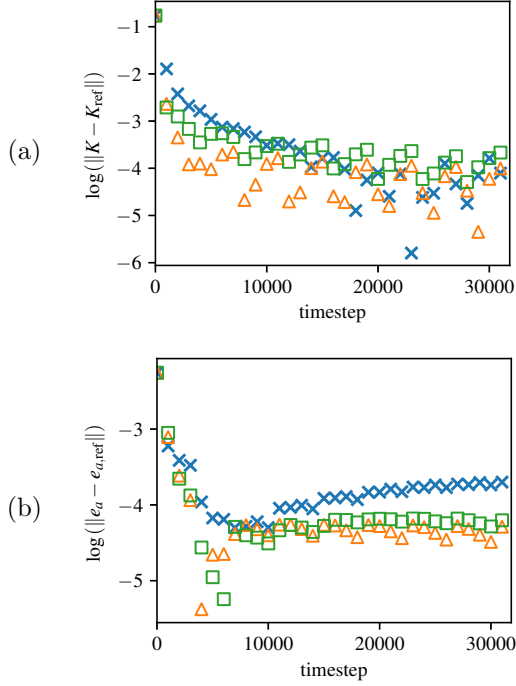 (a)
log (||K − K_ref||)
−1
−2
−3
−4
−5
−6
0 10000 20000 30000
timestep
(b)
log (||e_a − e_{a,ref}||)
−3
−4
−5
0 10000 20000 30000
timestep